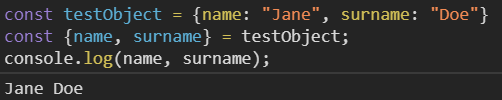 const testObject = {name: "Jane", surname: "Doe"}
const {name, surname} = testObject;
console.log(name, surname);
Jane Doe